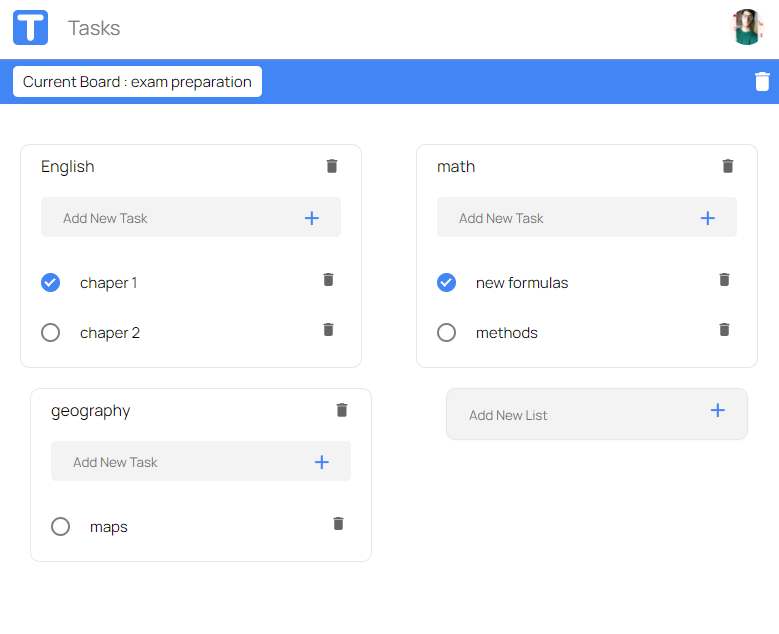 T Tasks
Current Board : exam preparation
English
Add New Task +
chaper 1
chaper 2
math
Add New Task +
new formulas
methods
geography
Add New Task +
maps
Add New List +